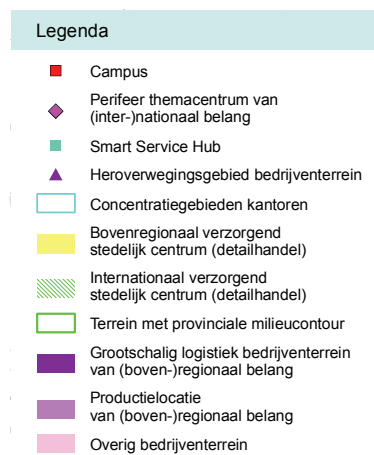 Legenda
Campus
Perifeer themacentrum van
(inter-)nationaal belang
Smart Service Hub
Heroverwegingsgebied bedrijventerrein
Concentratiegebieden kantoren
Bovenregionaal verzorgend
stedelijk centrum (detailhandel)
Internationaal verzorgend
stedelijk centrum (detailhandel)
Terrein met provinciale milieucontour
Grootschalig logistiek bedrijventerrein
van (boven-)regionaal belang
Productielocatie
van (boven-)regionaal belang
Overig bedrijventerrein